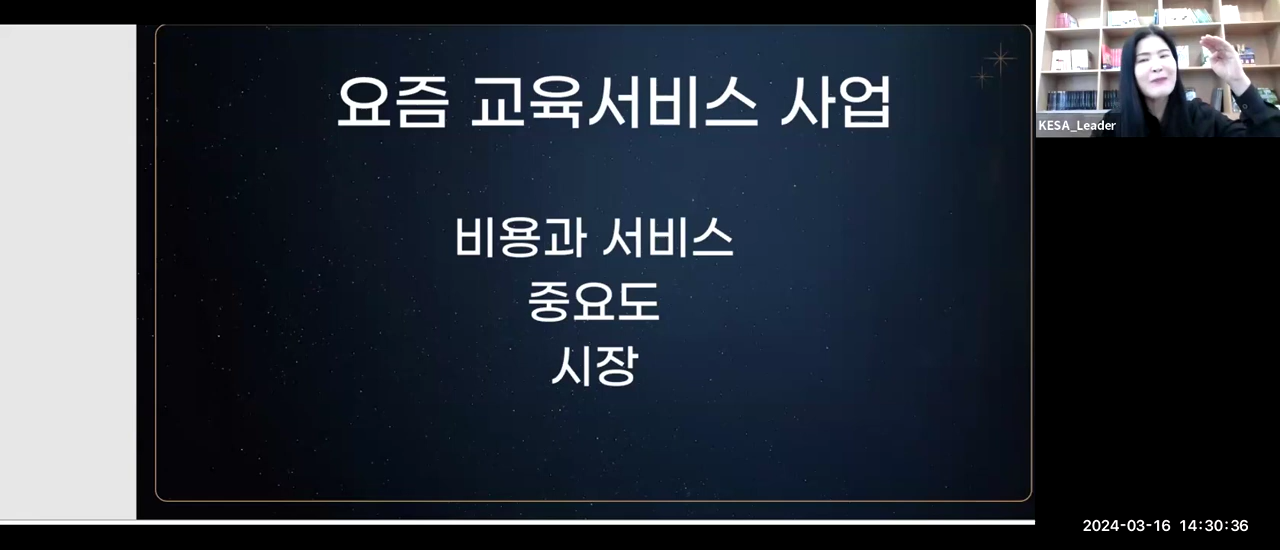 요즘 교육서비스 사업
비용과 서비스
중요도
시장
KESA_Leader
2024-03-16 14:30:36